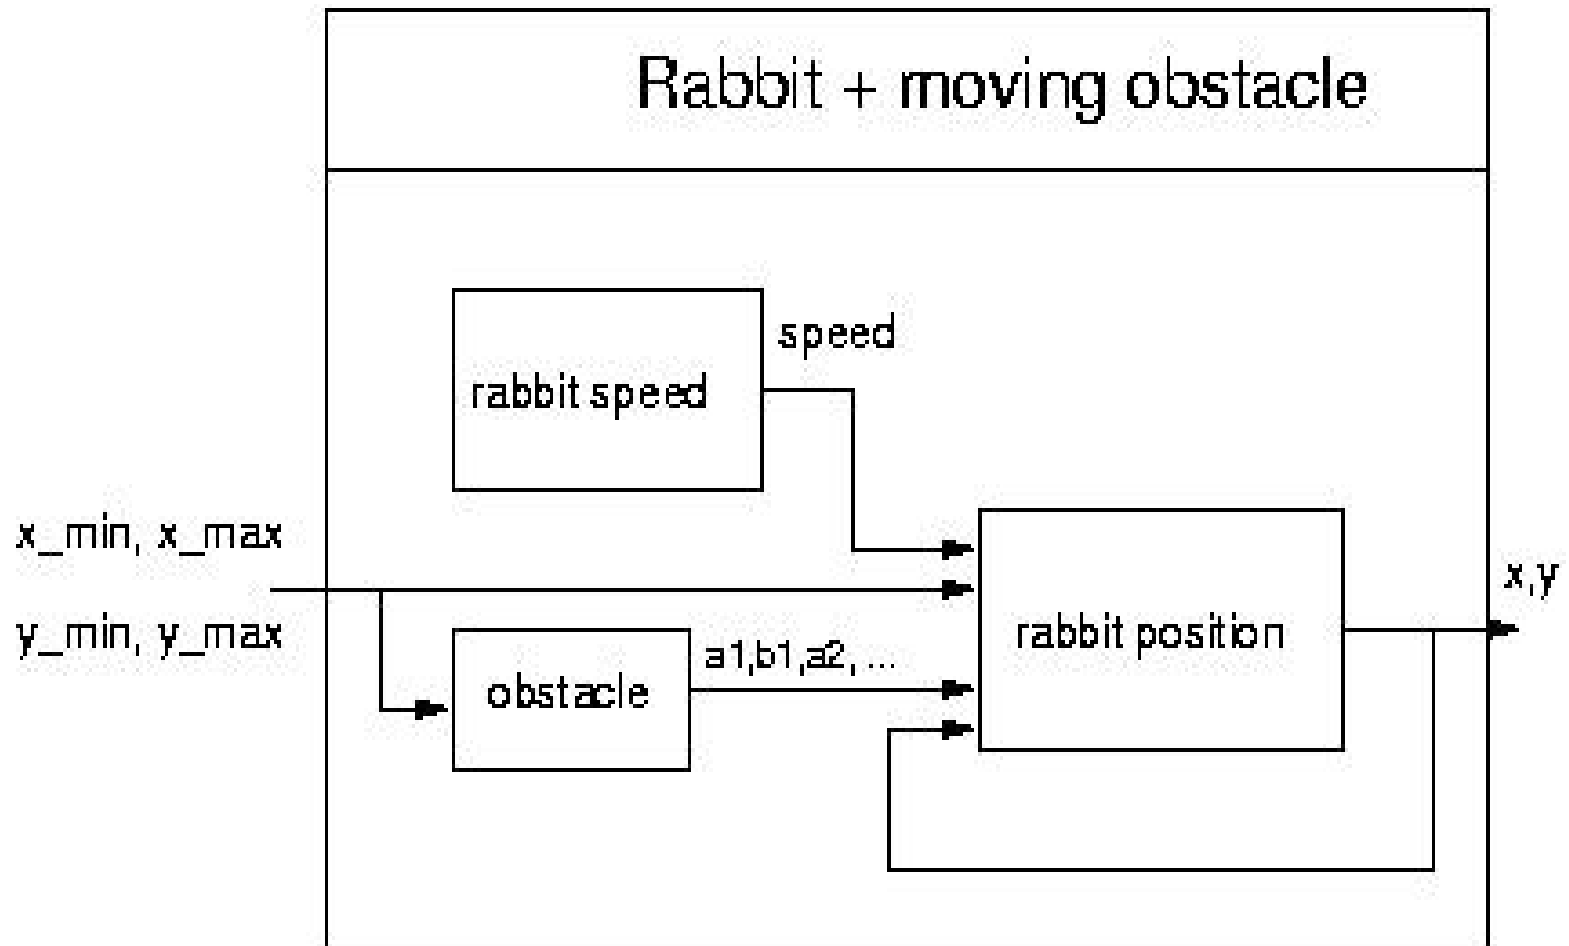 Rabbit + moving obstacle
speed
rabbit speed
x_min, x_max
x,y
y_min, y_max
rabbit position
a1,b1,a2, ...
obstacle